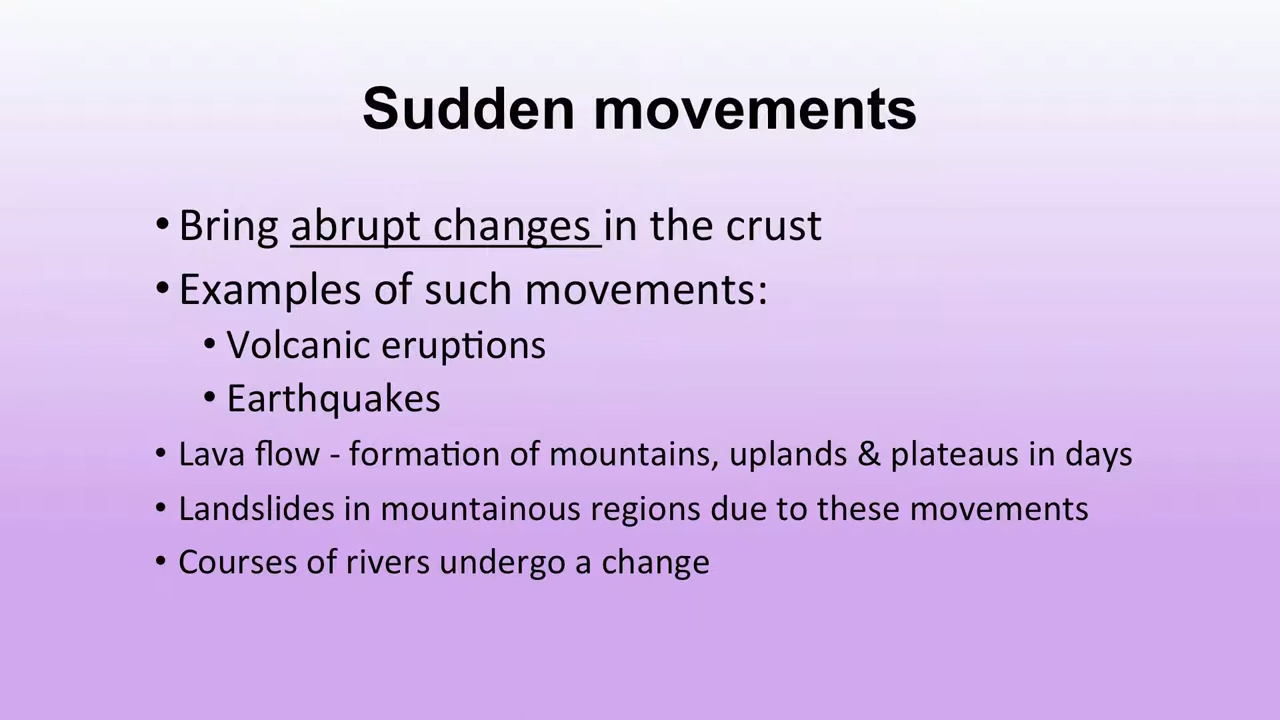 Sudden movements
• Bring abrupt changes in the crust
• Examples of such movements:
• Volcanic eruptions
• Earthquakes
• Lava flow - formation of mountains, uplands & plateaus in days
• Landslides in mountainous regions due to these movements
• Courses of rivers undergo a change